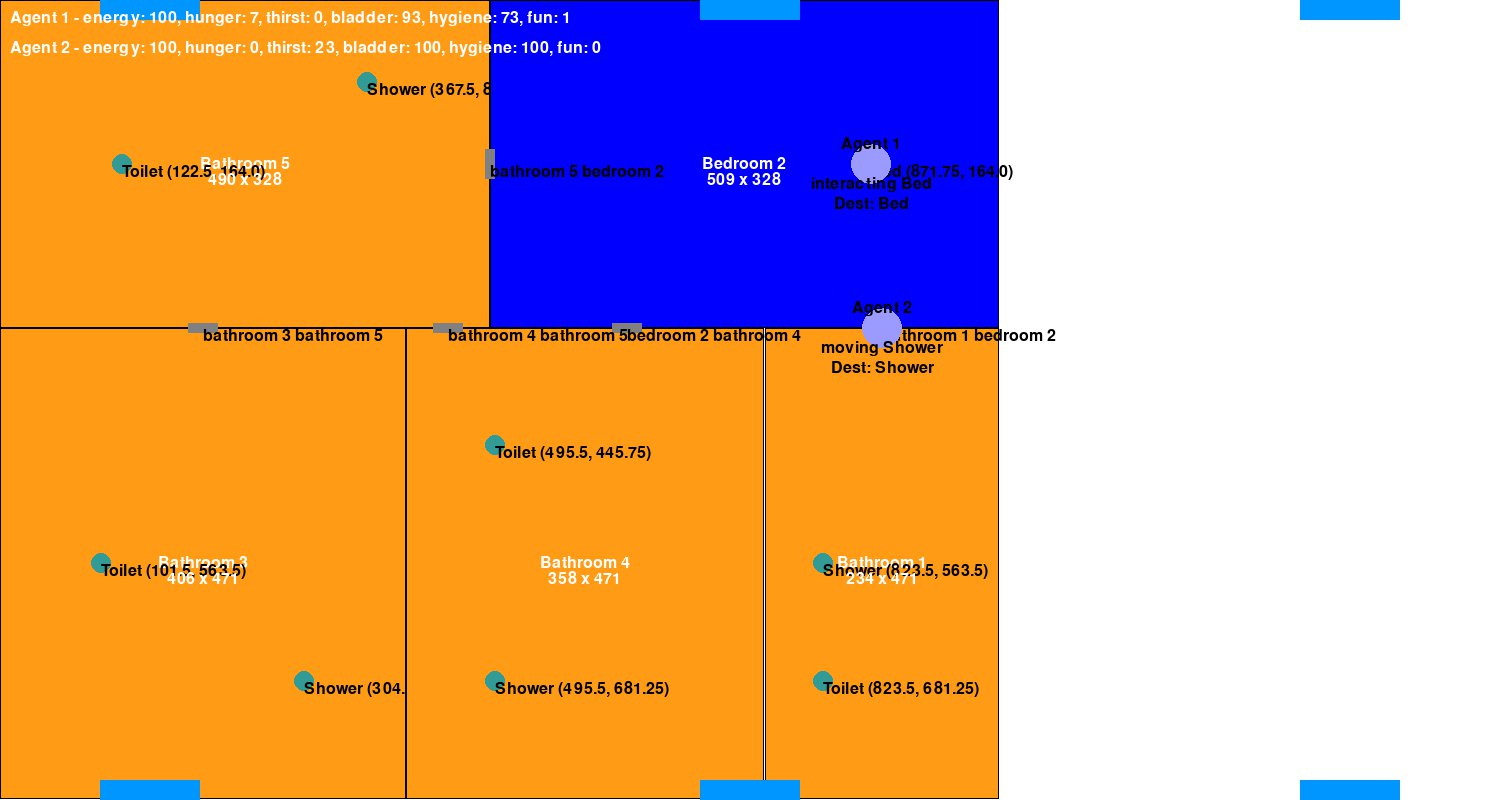 Agent 1 - energy: 100, hunger: 7, thirst: 0, bladder: 93, hygiene: 73, fun: 1
Agent 2 - energy: 100, hunger: 0, thirst: 23, bladder: 100, hygiene: 100, fun: 0
Shower (367.5, 8
Agent 1
Bathroom 5
490 x 328
Toilet (122.5, 164.0)
bathroom 5 bedroom 2
Bedroom 2
509 x 328
d (871.75, 164.0)
interacting Bed
Dest: Bed
Agent 2
bathroom 3 bathroom 5
bathroom 4 bathroom 5
bedroom 2 bathroom 4
throom 1 bedroom 2
moving Shower
Dest: Shower
Toilet (495.5, 445.75)
Bathroom 3
406 x 471
Toilet (101.5, 563.5)
Bathroom 4
358 x 471
Bathroom 1
234 x 471
Shower (823.5, 563.5)
Shower (304.
Shower (495.5, 681.25)
Toilet (823.5, 681.25)